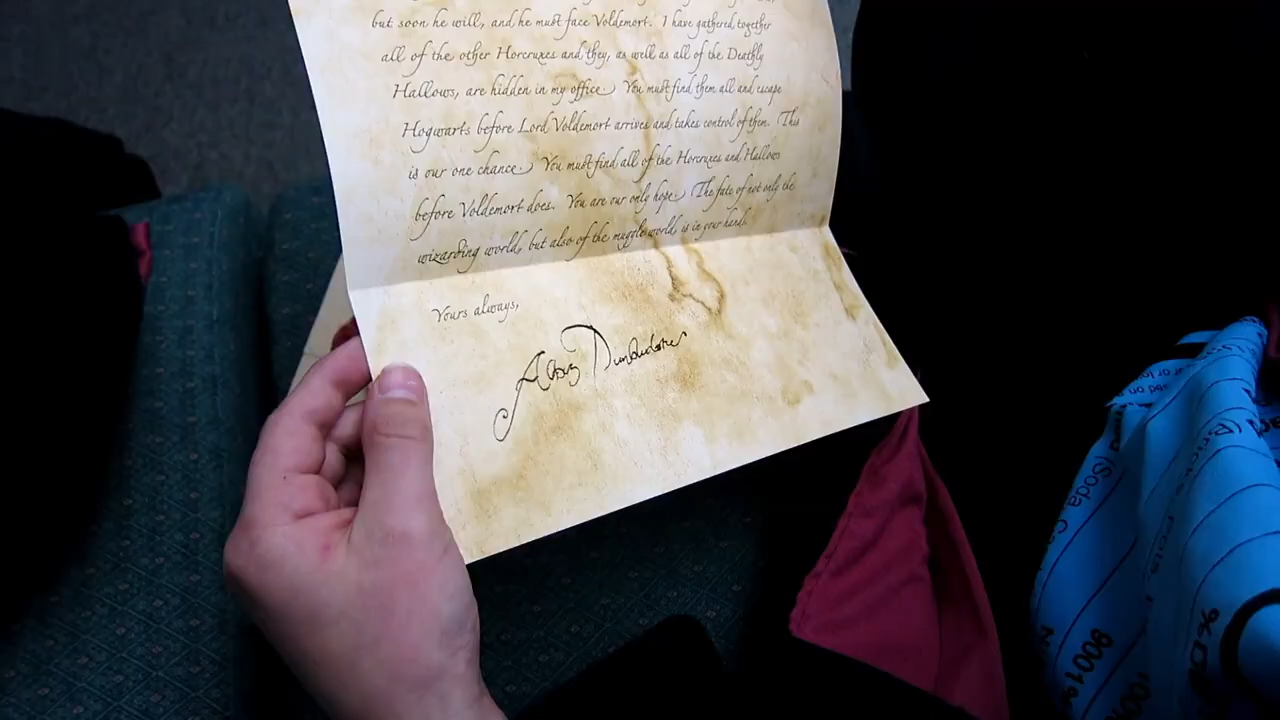 but soon he will, and he must face Voldemort. I have gathered together
all of the other Horcruxes and they, as well as all of the Deathly
Hallows, are hidden in my office. You must find them all and escape
Hogwarts before Lord Voldemort arrives and takes control of them. This
is our one chance. You must find all of the Horcruxes and Hallows
before Voldemort does. You are our only hope. The fate of not only the
wizarding world, but also of the muggle world, is in your hands.
Yours always,
Albus Dumbledore
(Soda
% D